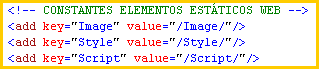 <!-- CONSTANTES ELEMENTOS ESTÁTICOS WEB -->
<add key="Image" value="/Image/"/>
<add key="Style" value="/Style/"/>
<add key="Script" value="/Script/"/>